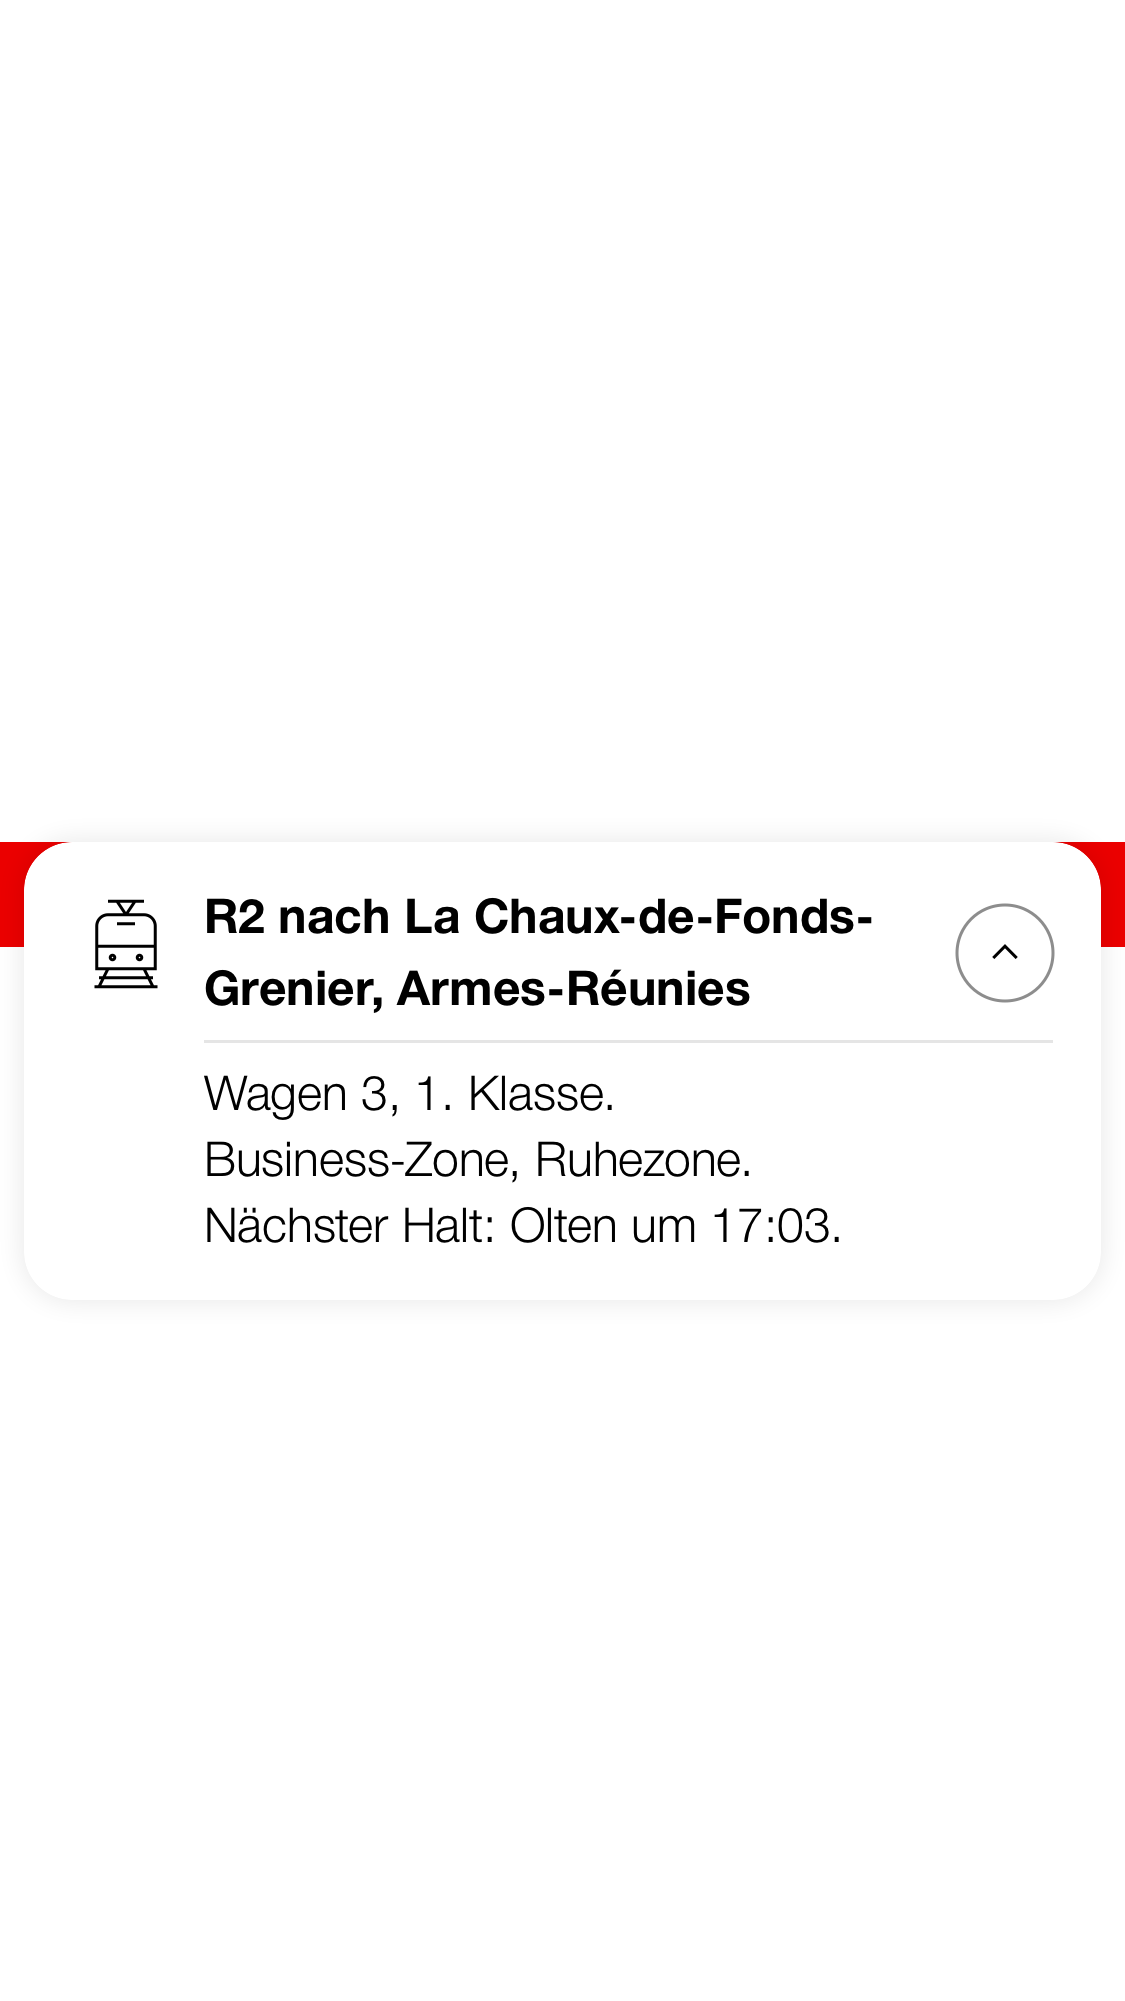 R2 nach La Chaux-de-Fonds-
Grenier, Armes-Réunies
Wagen 3, 1. Klasse.
Business-Zone, Ruhezone.
Nächster Halt: Olten um 17:03.